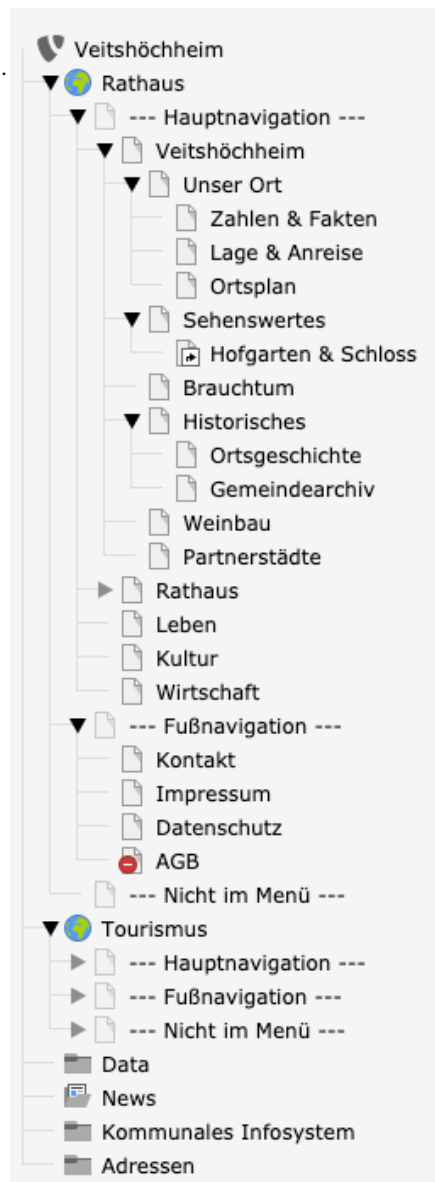 Veitshöchheim
Rathaus
--- Hauptnavigation ---
Veitshöchheim
Unser Ort
Zahlen & Fakten
Lage & Anreise
Ortsplan
Sehenswertes
Hofgarten & Schloss
Brauchtum
Historisches
Ortsgeschichte
Gemeindearchiv
Weinbau
Partnerstädte
Rathaus
Leben
Kultur
Wirtschaft
--- Fußnavigation ---
Kontakt
Impressum
Datenschutz
AGB
--- Nicht im Menü ---
Tourismus
--- Hauptnavigation ---
--- Fußnavigation ---
--- Nicht im Menü ---
Data
News
Kommunales Infosystem
Adressen